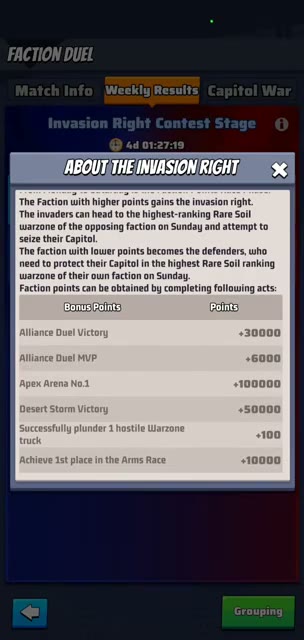 FACTION DUEL
Match Info
Weekly Results
Capitol War
Invasion Right Contest Stage
4d 01:27:19
ABOUT THE INVASION RIGHT
The Faction with higher points gains the invasion right.
The invaders can head to the highest-ranking Rare Soil
warzone of the opposing faction on Sunday and attempt to
seize their Capitol.
The faction with lower points becomes the defenders, who
need to protect their Capitol in the highest Rare Soil ranking
warzone of their own faction on Sunday.
Faction points can be obtained by completing following acts:
Bonus Points Points
Alliance Duel Victory +30000
Alliance Duel MVP +6000
Apex Arena No.1 +100000
Desert Storm Victory +50000
Successfully plunder 1 hostile Warzone
truck +100
Achieve 1st place in the Arms Race +10000
Grouping